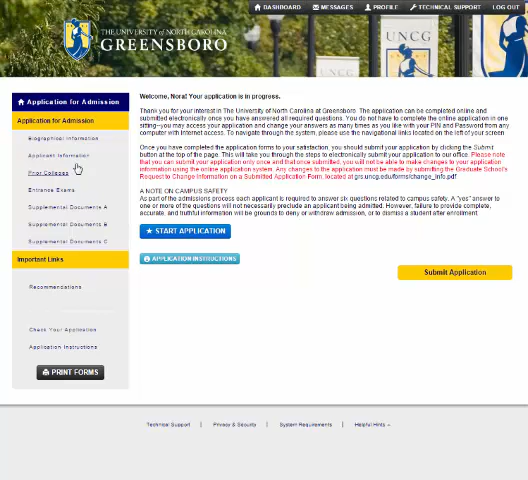 DASHBOARD MESSAGES PROFILE TECHNICAL SUPPORT LOG OUT
THE UNIVERSITY of NORTH CAROLINA
GREENSBORO
UNCG
UNCG
Application for Admission
Application for Admission
Biographical Information
Applicant Information
Prior Colleges
Entrance Exams
Supplemental Documents A
Supplemental Documents B
Supplemental Documents C
Important Links
Recommendations
Check Your Application
Application Instructions
PRINT FORMS
Welcome, Nora! Your application is in progress.
Thank you for your interest in The University of North Carolina at Greensboro. The application can be completed online and
submitted electronically once you have answered all required questions. You do not have to complete the online application in one
sitting–you may access your application and change your answers as many times as you like with your PIN and Password from any
computer with internet access. To navigate through the system, please use the navigational links located on the left of your screen
Once you have completed the application forms to your satisfaction, you should submit your application by clicking the Submit
button at the top of the page. This will take you through the steps to electronically submit your application to our office. Please note
that you can submit your application only once and that once submitted, you will not be able to make changes to your application
information using the online application system. Any changes to the application must be made by submitting the Graduate School's
Request to Change Information on a Submitted Application Form, located at grs.uncg.edu/forms/change_info.pdf
A NOTE ON CAMPUS SAFETY
As part of the admissions process each applicant is required to answer six questions related to campus safety. A "yes" answer to
one or more of the questions will not necessarily preclude an applicant being admitted. However, failure to provide complete,
accurate, and truthful information will be grounds to deny or withdraw admission, or to dismiss a student after enrollment.
START APPLICATION
APPLICATION INSTRUCTIONS
Submit Application
Technical Support | Privacy & Security | System Requirements | Helpful Hints